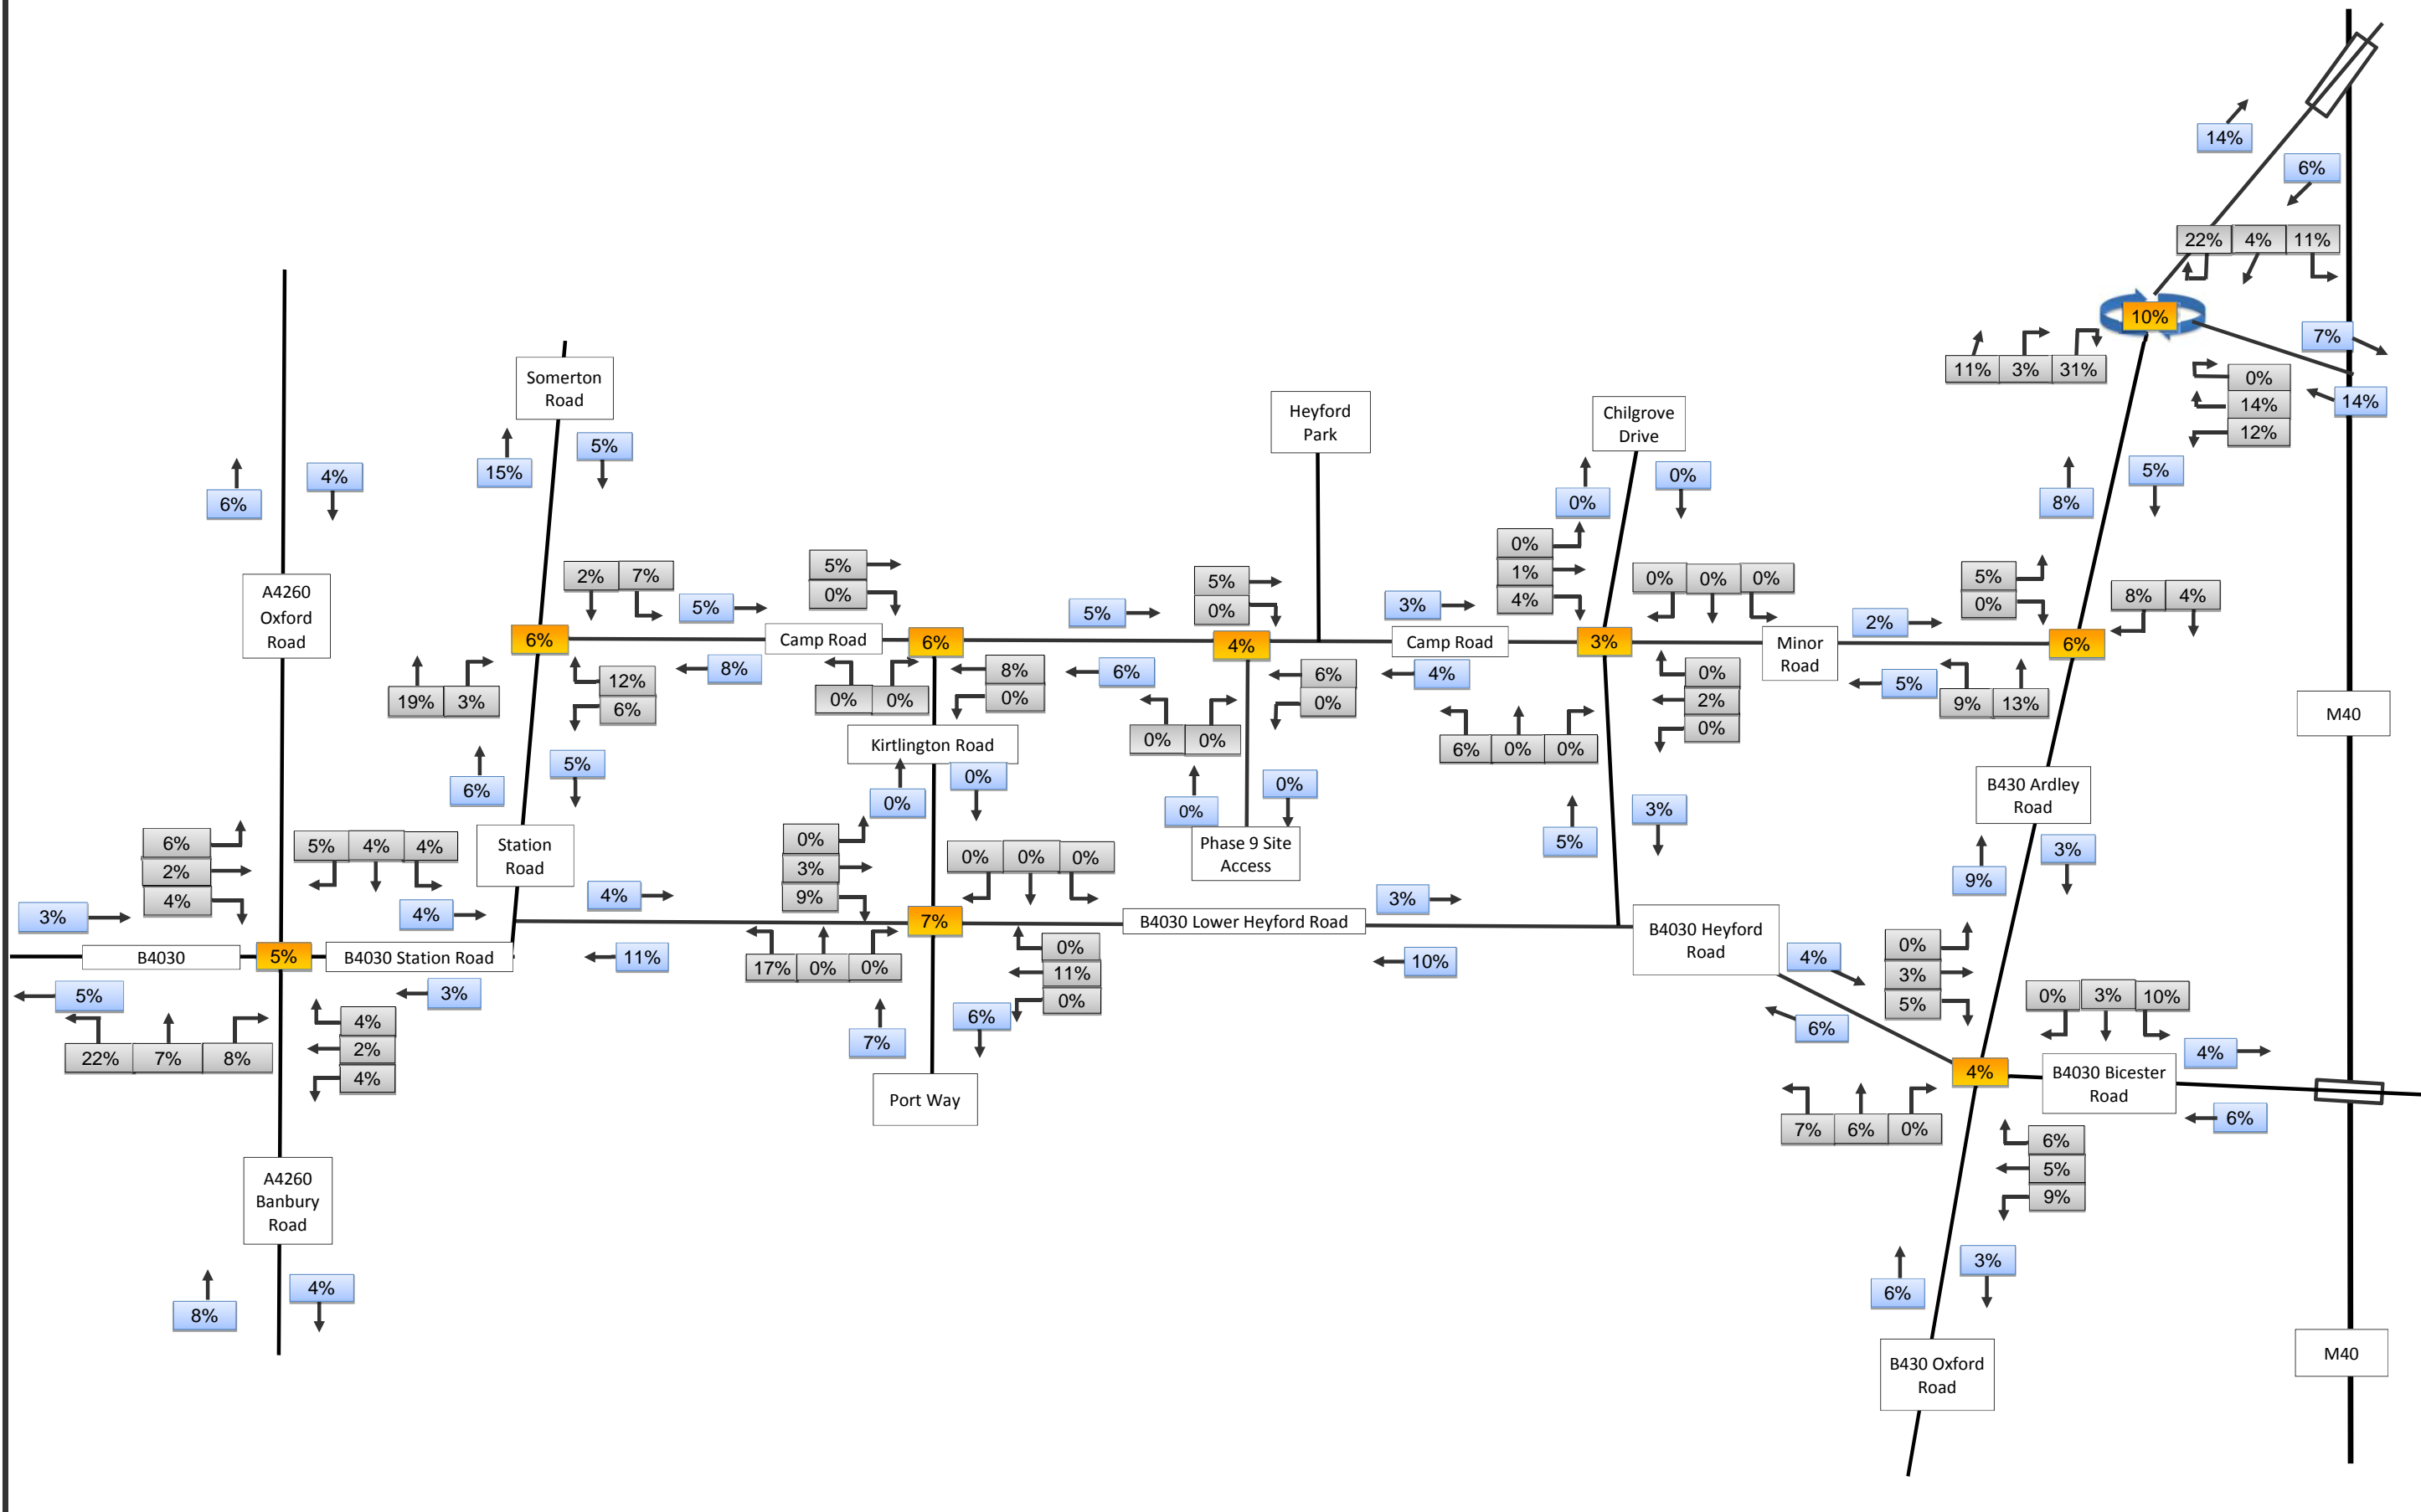 14%
6%
22% 4% 11%
10%
7%
11% 3% 31%
0%
14%
14%
12%
Somerton
Road
Heyford
Park
Chilgrove
Drive
15%
5%
6%
4%
0%
0%
8%
5%
A4260
Oxford
Road
2% 7%
5%
5%
0%
5%
5%
0%
3%
0%
1%
4%
0% 0% 0%
2%
5%
0%
8% 4%
6%
Camp Road
6%
4%
Camp Road
3%
Minor
Road
6%
19% 3%
12%
6%
8%
0% 0%
8%
0%
6%
0% 0%
6%
0%
4%
6% 0% 0%
0%
2%
0%
5%
9% 13%
M40
Kirtlington Road
6%
5%
0%
0%
0%
0%
5%
3%
B430 Ardley
Road
9%
3%
Station
Road
Phase 9 Site
Access
3%
6%
2%
4%
5% 4% 4%
4%
4%
0%
3%
9%
0% 0% 0%
3%
B4030
5%
B4030 Station Road
7%
B4030 Lower Heyford Road
B4030 Heyford
Road
4%
0%
3%
5%
0% 3% 10%
5%
22% 7% 8%
4%
2%
4%
3%
11%
17% 0% 0%
0%
11%
0%
10%
6%
7%
6%
4%
B4030 Bicester
Road
4%
6%
Port Way
7% 6% 0%
6%
5%
9%
A4260
Banbury
Road
8%
4%
6%
3%
B430 Oxford
Road
M40